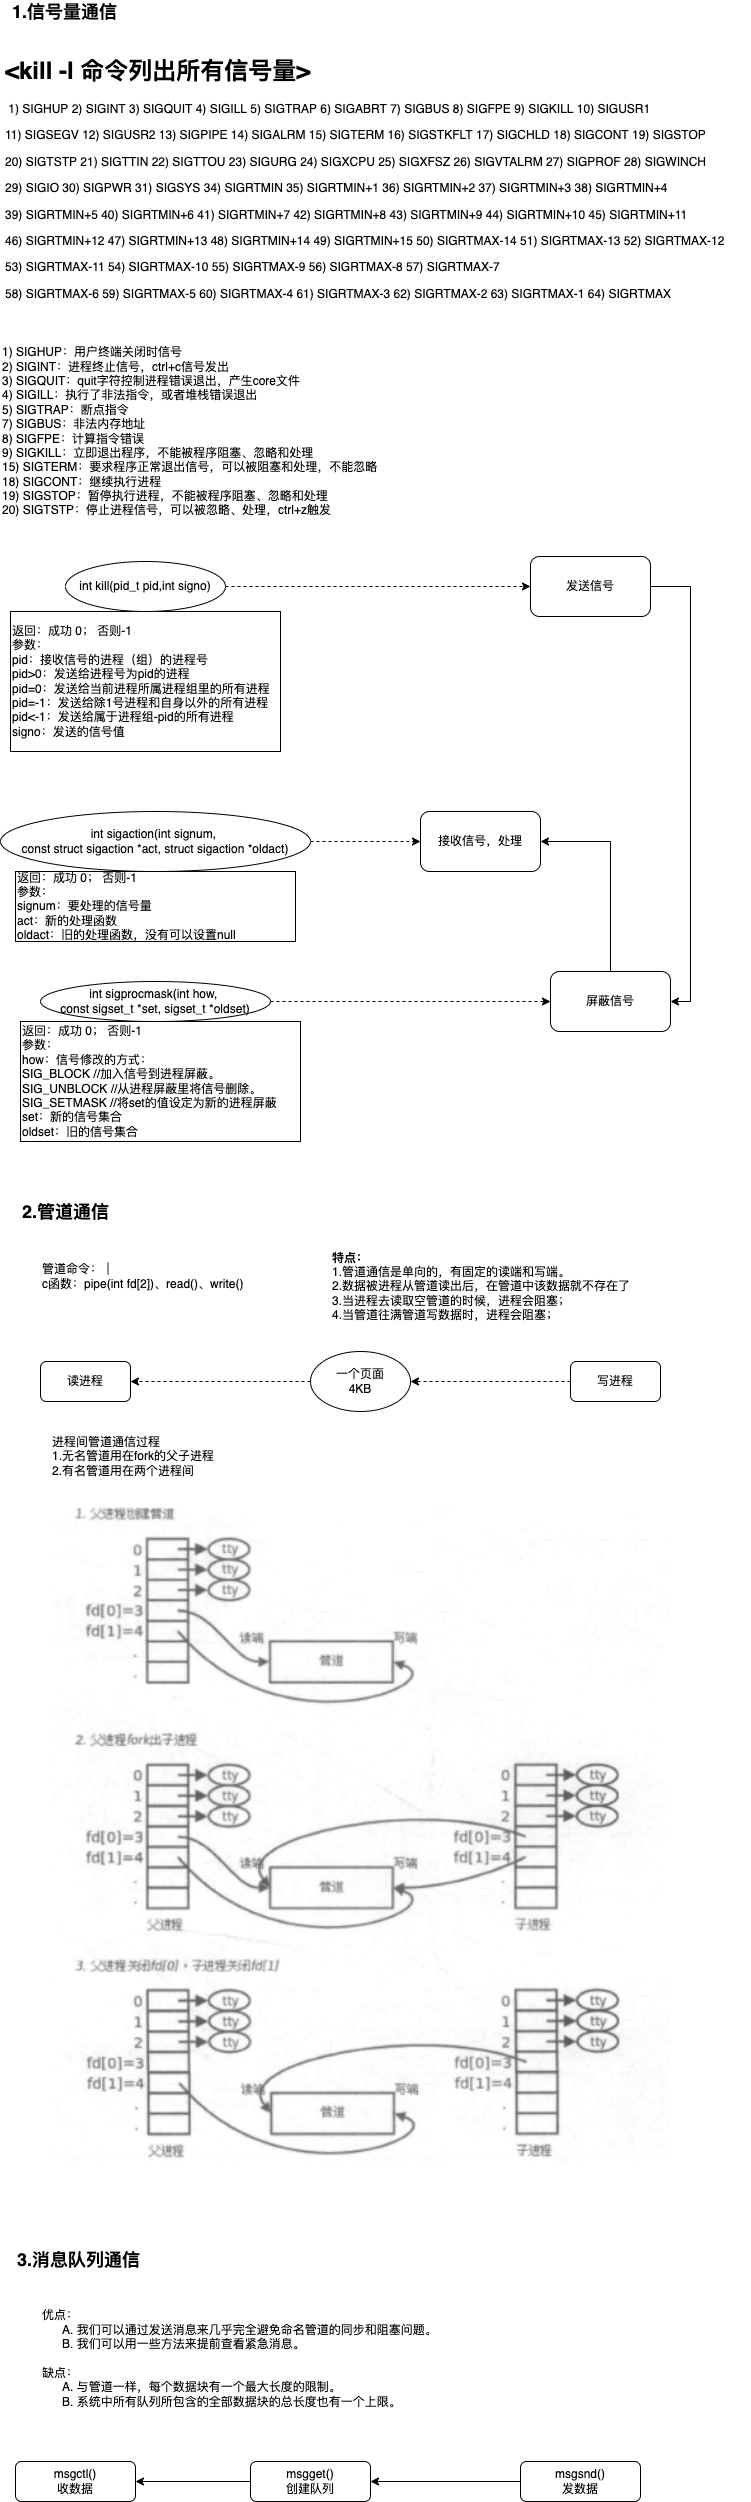 1.信号量通信
<kill -l 命令列出所有信号量>
1) SIGHUP 2) SIGINT 3) SIGQUIT 4) SIGILL 5) SIGTRAP 6) SIGABRT 7) SIGBUS 8) SIGFPE 9) SIGKILL 10) SIGUSR1
11) SIGSEGV 12) SIGUSR2 13) SIGPIPE 14) SIGALRM 15) SIGTERM 16) SIGSTKFLT 17) SIGCHLD 18) SIGCONT 19) SIGSTOP
20) SIGTSTP 21) SIGTTIN 22) SIGTTOU 23) SIGURG 24) SIGXCPU 25) SIGXFSZ 26) SIGVTALRM 27) SIGPROF 28) SIGWINCH
29) SIGIO 30) SIGPWR 31) SIGSYS 34) SIGRTMIN 35) SIGRTMIN+1 36) SIGRTMIN+2 37) SIGRTMIN+3 38) SIGRTMIN+4
39) SIGRTMIN+5 40) SIGRTMIN+6 41) SIGRTMIN+7 42) SIGRTMIN+8 43) SIGRTMIN+9 44) SIGRTMIN+10 45) SIGRTMIN+11
46) SIGRTMIN+12 47) SIGRTMIN+13 48) SIGRTMIN+14 49) SIGRTMIN+15 50) SIGRTMAX-14 51) SIGRTMAX-13 52) SIGRTMAX-12
53) SIGRTMAX-11 54) SIGRTMAX-10 55) SIGRTMAX-9 56) SIGRTMAX-8 57) SIGRTMAX-7
58) SIGRTMAX-6 59) SIGRTMAX-5 60) SIGRTMAX-4 61) SIGRTMAX-3 62) SIGRTMAX-2 63) SIGRTMAX-1 64) SIGRTMAX
1) SIGHUP：用户终端关闭时信号
2) SIGINT：进程终止信号，ctrl+c信号发出
3) SIGQUIT：quit字符控制进程错误退出，产生core文件
4) SIGILL：执行了非法指令，或者堆栈错误退出
5) SIGTRAP：断点指令
7) SIGBUS：非法内存地址
8) SIGFPE：计算指令错误
9) SIGKILL：立即退出程序，不能被程序阻塞、忽略和处理
15) SIGTERM：要求程序正常退出信号，可以被阻塞和处理，不能忽略
18) SIGCONT：继续执行进程
19) SIGSTOP：暂停执行进程，不能被程序阻塞、忽略和处理
20) SIGTSTP：停止进程信号，可以被忽略、处理，ctrl+z触发
int kill(pid_t pid,int signo)
发送信号
返回：成功 0； 否则-1
参数：
pid：接收信号的进程（组）的进程号
pid>0：发送给进程号为pid的进程
pid=0：发送给当前进程所属进程组里的所有进程
pid=-1：发送给除1号进程和自身以外的所有进程
pid<-1：发送给属于进程组-pid的所有进程
signo：发送的信号值
int sigaction(int signum,
const struct sigaction *act, struct sigaction *oldact)
接收信号，处理
返回：成功 0； 否则-1
参数：
signum：要处理的信号量
act：新的处理函数
oldact：旧的处理函数，没有可以设置null
int sigprocmask(int how,
const sigset_t *set, sigset_t *oldset)
屏蔽信号
返回：成功 0； 否则-1
参数：
how：信号修改的方式：
SIG_BLOCK //加入信号到进程屏蔽。
SIG_UNBLOCK //从进程屏蔽里将信号删除。
SIG_SETMASK //将set的值设定为新的进程屏蔽
set：新的信号集合
oldset：旧的信号集合
2.管道通信
管道命令： |
c函数：pipe(int fd[2])、read()、write()
特点：
1.管道通信是单向的，有固定的读端和写端。
2.数据被进程从管道读出后，在管道中该数据就不存在了
3.当进程去读取空管道的时候，进程会阻塞；
4.当管道往满管道写数据时，进程会阻塞；
读进程
一个页面
4KB
写进程
进程间管道通信过程
1.无名管道用在fork的父子进程
2.有名管道用在两个进程间
1. 父进程创建管道
0 tty
1 tty
2 tty
fd[0]=3
fd[1]=4
.
.
读端
写端
管道
2. 父进程fork出子进程
0 tty 0 tty
1 tty 1 tty
2 tty 2 tty
fd[0]=3 fd[0]=3
fd[1]=4 fd[1]=4
读端 写端
. .
管道
. .
父进程 子进程
3. 父进程关闭fd[0]，子进程关闭fd[1]
0 tty 0 tty
1 tty 1 tty
2 tty 2 tty
fd[0]=3 fd[0]=3
fd[1]=4 fd[1]=4
读端 写端
. .
管道
. .
父进程 子进程
3.消息队列通信
优点：
A. 我们可以通过发送消息来几乎完全避免命名管道的同步和阻塞问题。
B. 我们可以用一些方法来提前查看紧急消息。
缺点：
A. 与管道一样，每个数据块有一个最大长度的限制。
B. 系统中所有队列所包含的全部数据块的总长度也有一个上限。
msgctl()
收数据
msgget()
创建队列
msgsnd()
发数据